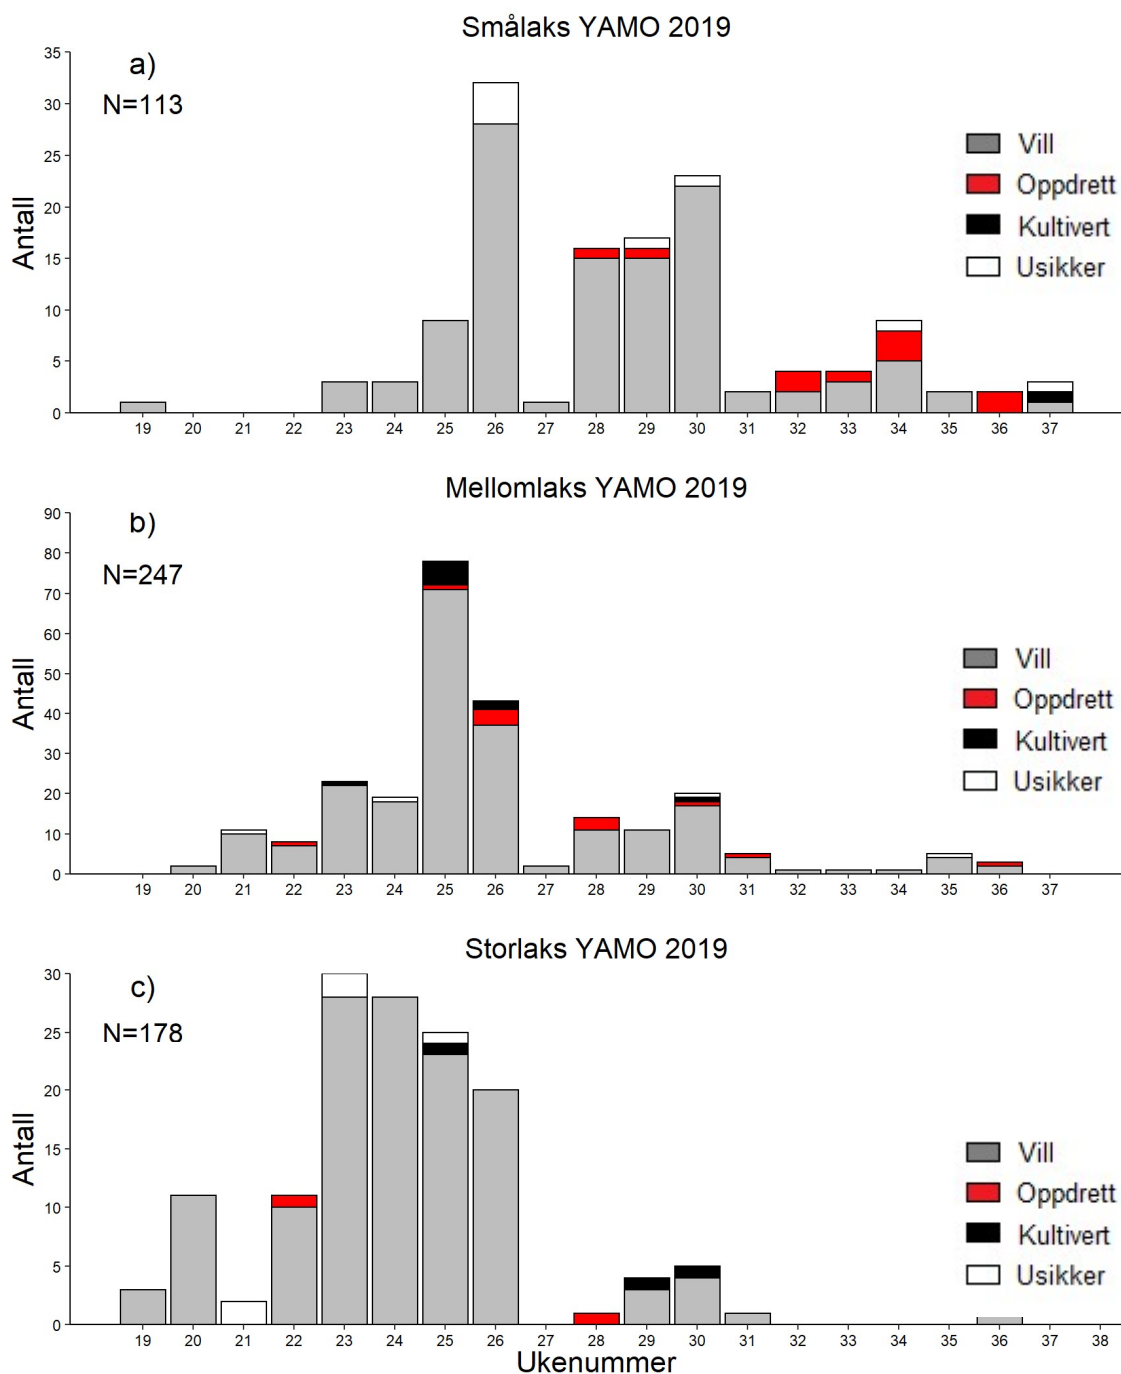 Smålaks YAMO 2019
a)
N=113
35
30
25
20
15
10
5
0
Antall
Vill
Oppdrett
Kultivert
Usikker
19 20 21 22 23 24 25 26 27 28 29 30 31 32 33 34 35 36 37
Mellomlaks YAMO 2019
b)
N=247
90
80
70
60
50
40
30
20
10
0
Antall
Vill
Oppdrett
Kultivert
Usikker
19 20 21 22 23 24 25 26 27 28 29 30 31 32 33 34 35 36 37
Storlaks YAMO 2019
c)
N=178
30
25
20
15
10
5
0
Antall
Vill
Oppdrett
Kultivert
Usikker
19 20 21 22 23 24 25 26 27 28 29 30 31 32 33 34 35 36 37 38
Ukenummer